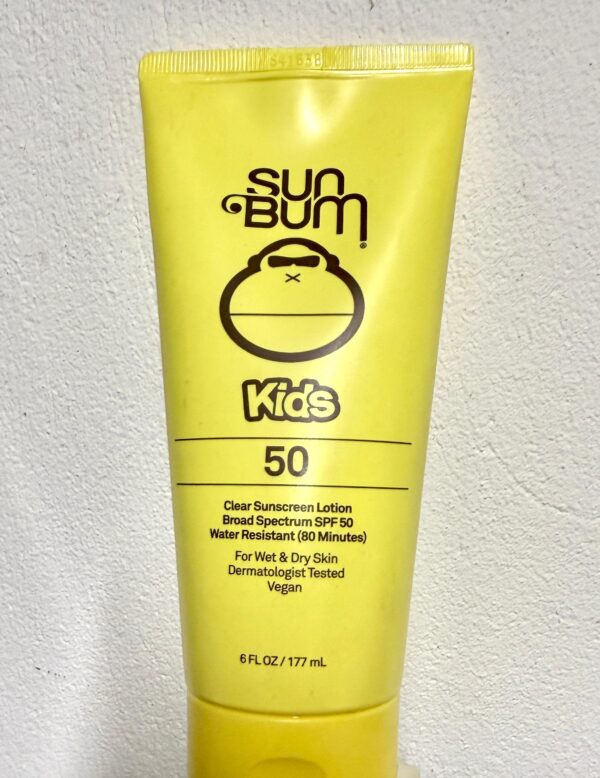 sun
Bum®
Kids
50
Clear Sunscreen Lotion
Broad Spectrum SPF 50
Water Resistant (80 Minutes)
For Wet & Dry Skin
Dermatologist Tested
Vegan
6 FL OZ / 177 mL